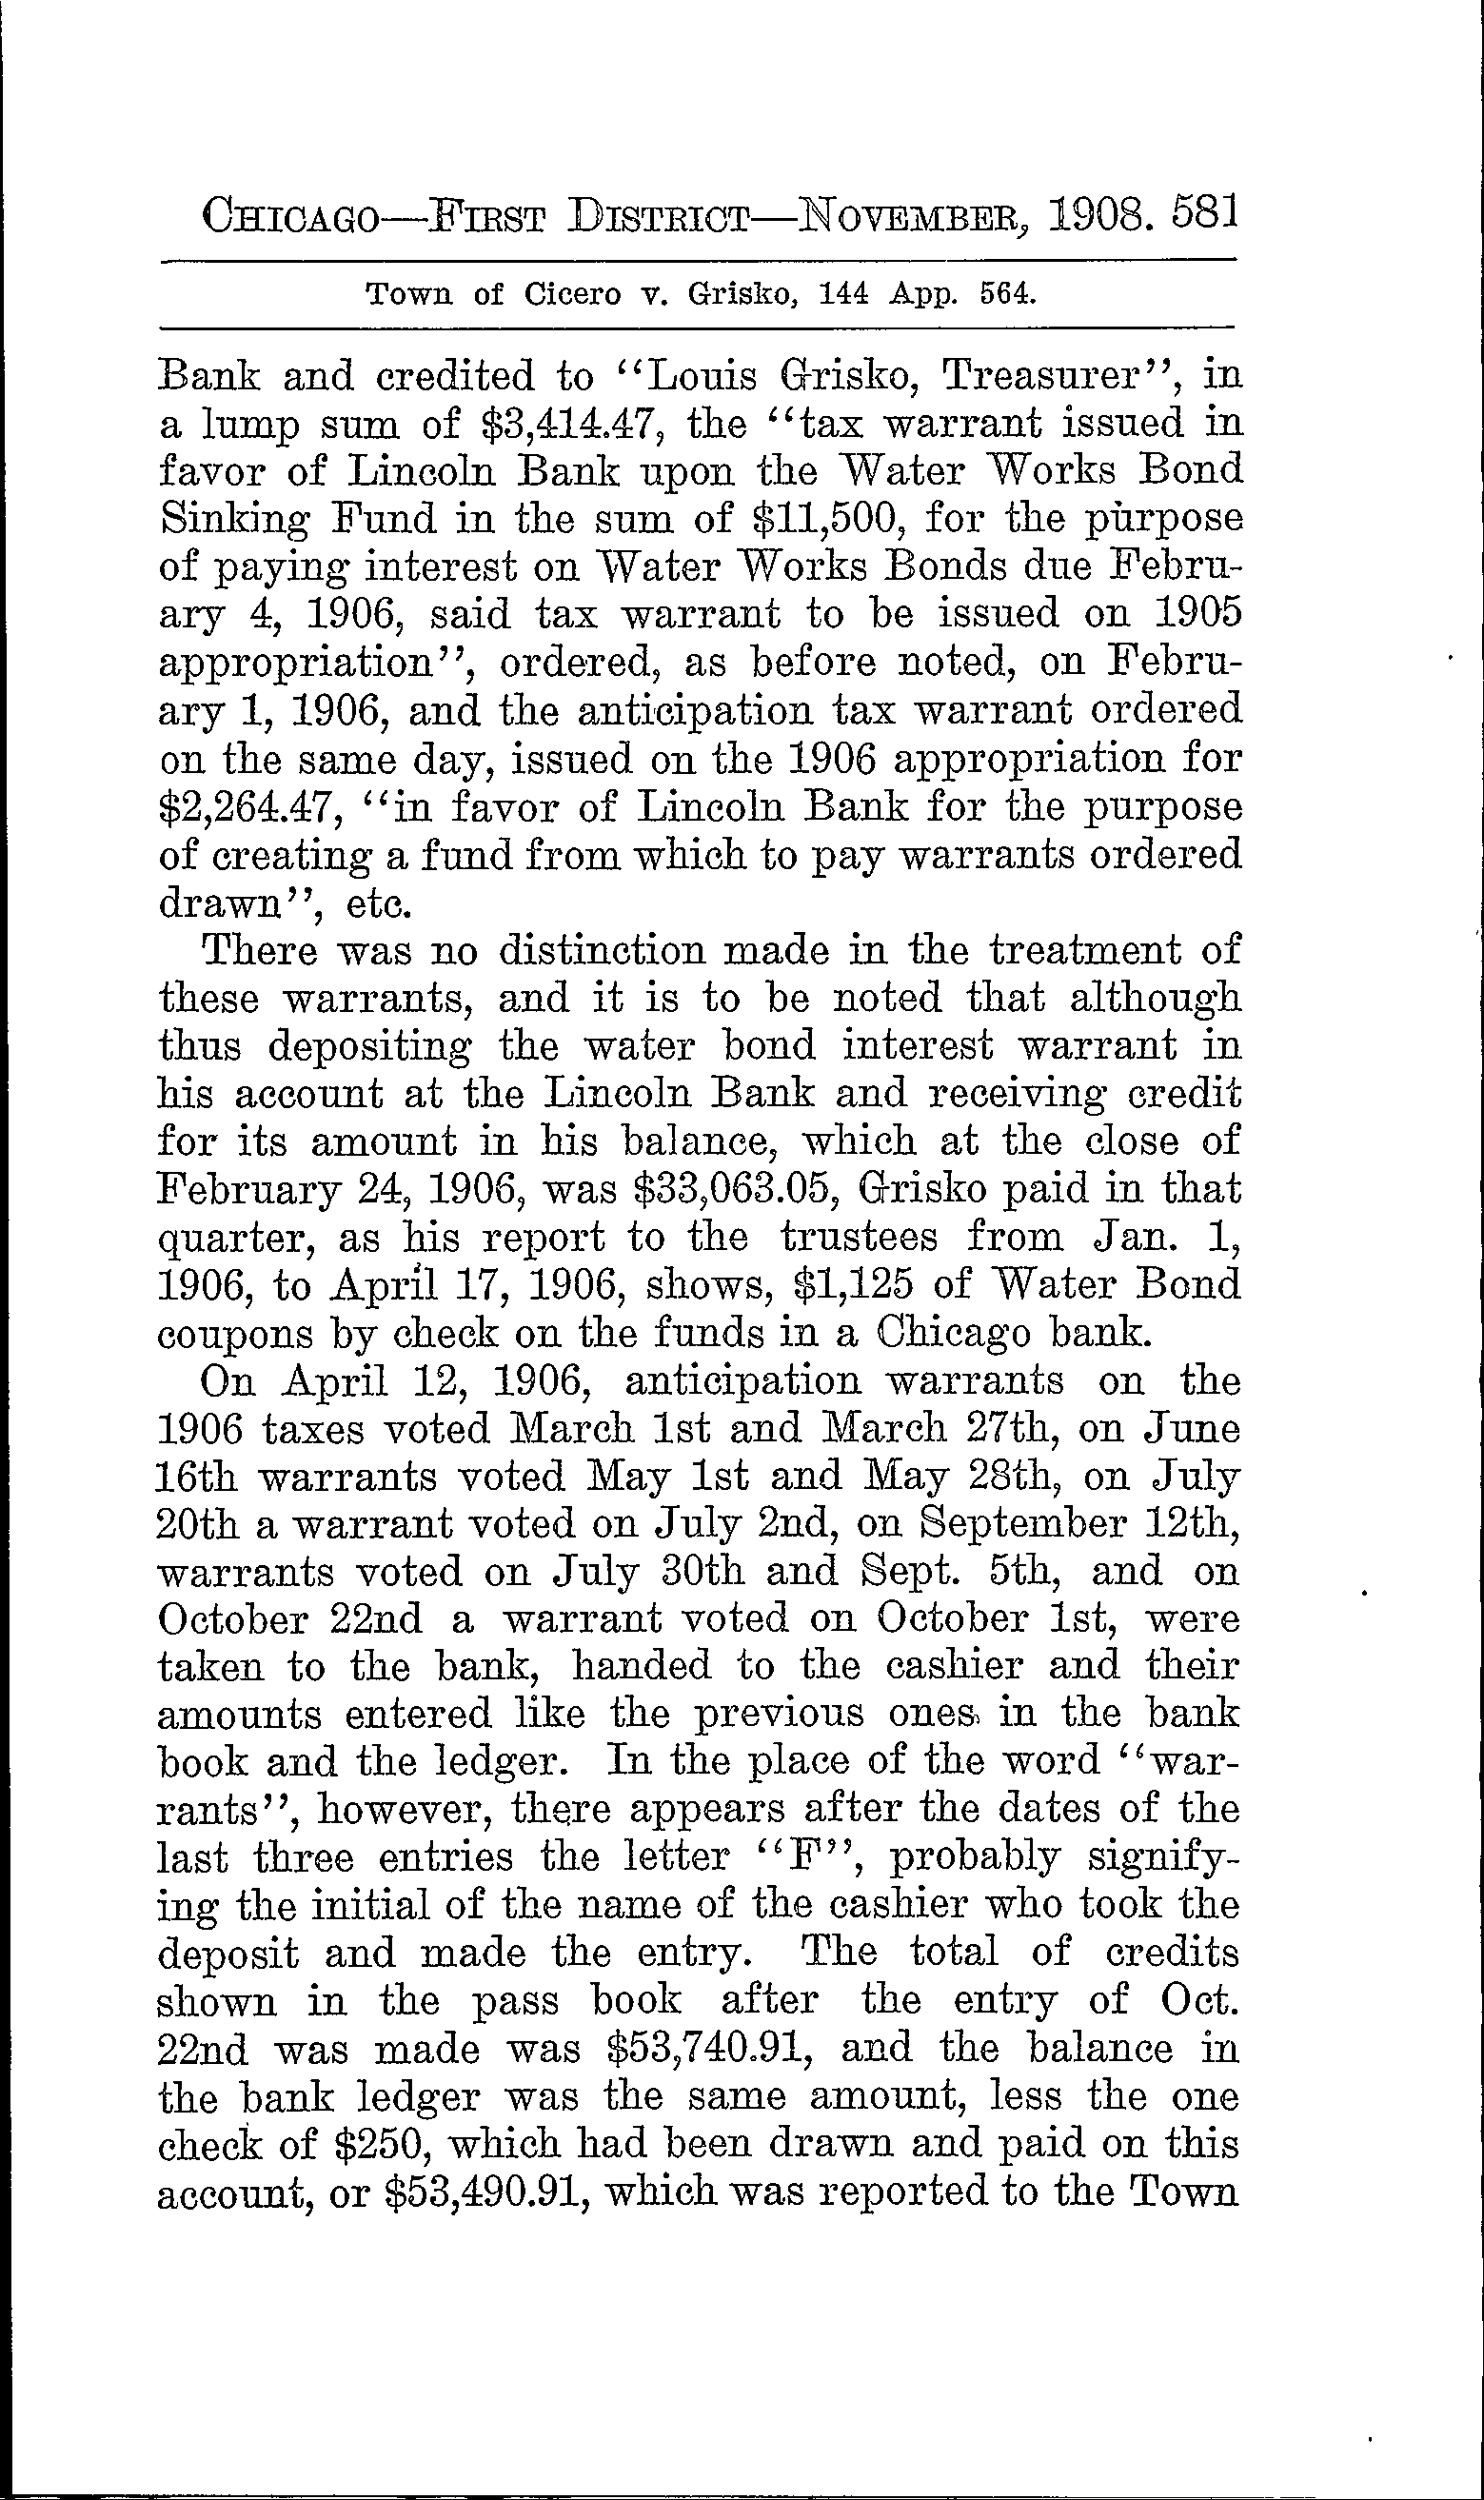 CHICAGO—FIRST DISTRICT—NOVEMBER, 1908. 581
Town of Cicero v. Grisko, 144 App. 564.
Bank and credited to “Louis Grisko, Treasurer”, in
a lump sum of $3,414.47, the “tax warrant issued in
favor of Lincoln Bank upon the Water Works Bond
Sinking Fund in the sum of $11,500, for the purpose
of paying interest on Water Works Bonds due Febru-
ary 4, 1906, said tax warrant to be issued on 1905
appropriation”, ordered, as before noted, on Febru-
ary 1, 1906, and the anticipation tax warrant ordered
on the same day, issued on the 1906 appropriation for
$2,264.47, “in favor of Lincoln Bank for the purpose
of creating a fund from which to pay warrants ordered
drawn”, etc.
There was no distinction made in the treatment of
these warrants, and it is to be noted that although
thus depositing the water bond interest warrant in
his account at the Lincoln Bank and receiving credit
for its amount in his balance, which at the close of
February 24, 1906, was $33,063.05, Grisko paid in that
quarter, as his report to the trustees from Jan. 1,
1906, to April 17, 1906, shows, $1,125 of Water Bond
coupons by check on the funds in a Chicago bank.
On April 12, 1906, anticipation warrants on the
1906 taxes voted March 1st and March 27th, on June
16th warrants voted May 1st and May 28th, on July
20th a warrant voted on July 2nd, on September 12th,
warrants voted on July 30th and Sept. 5th, and on
October 22nd a warrant voted on October 1st, were
taken to the bank, handed to the cashier and their
amounts entered like the previous ones in the bank
book and the ledger. In the place of the word “war-
rants”, however, there appears after the dates of the
last three entries the letter “F”, probably signify-
ing the initial of the name of the cashier who took the
deposit and made the entry. The total of credits
shown in the pass book after the entry of Oct.
22nd was made was $53,740.91, and the balance in
the bank ledger was the same amount, less the one
check of $250, which had been drawn and paid on this
account, or $53,490.91, which was reported to the Town